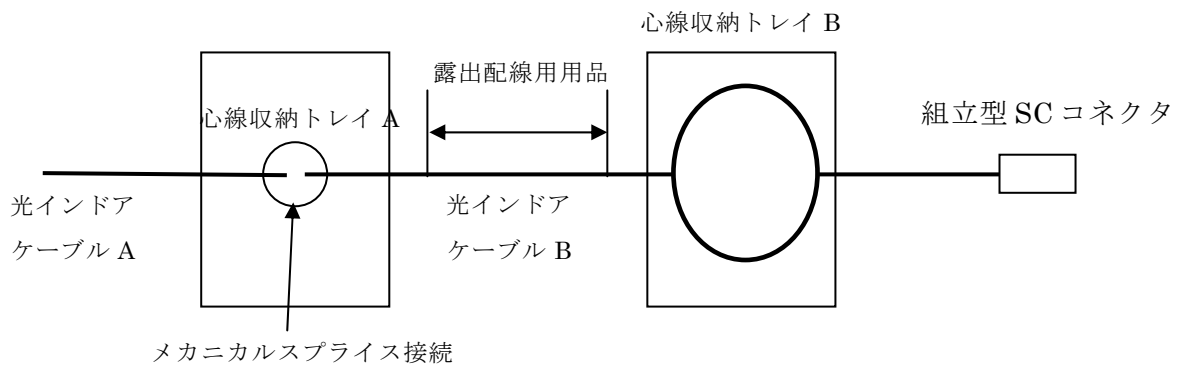 心線収納トレイ B
露出配線用用品
心線収納トレイ A
組立型 SC コネクタ
光インドア
ケーブル A
光インドア
ケーブル B
メカニカルスプライス接続